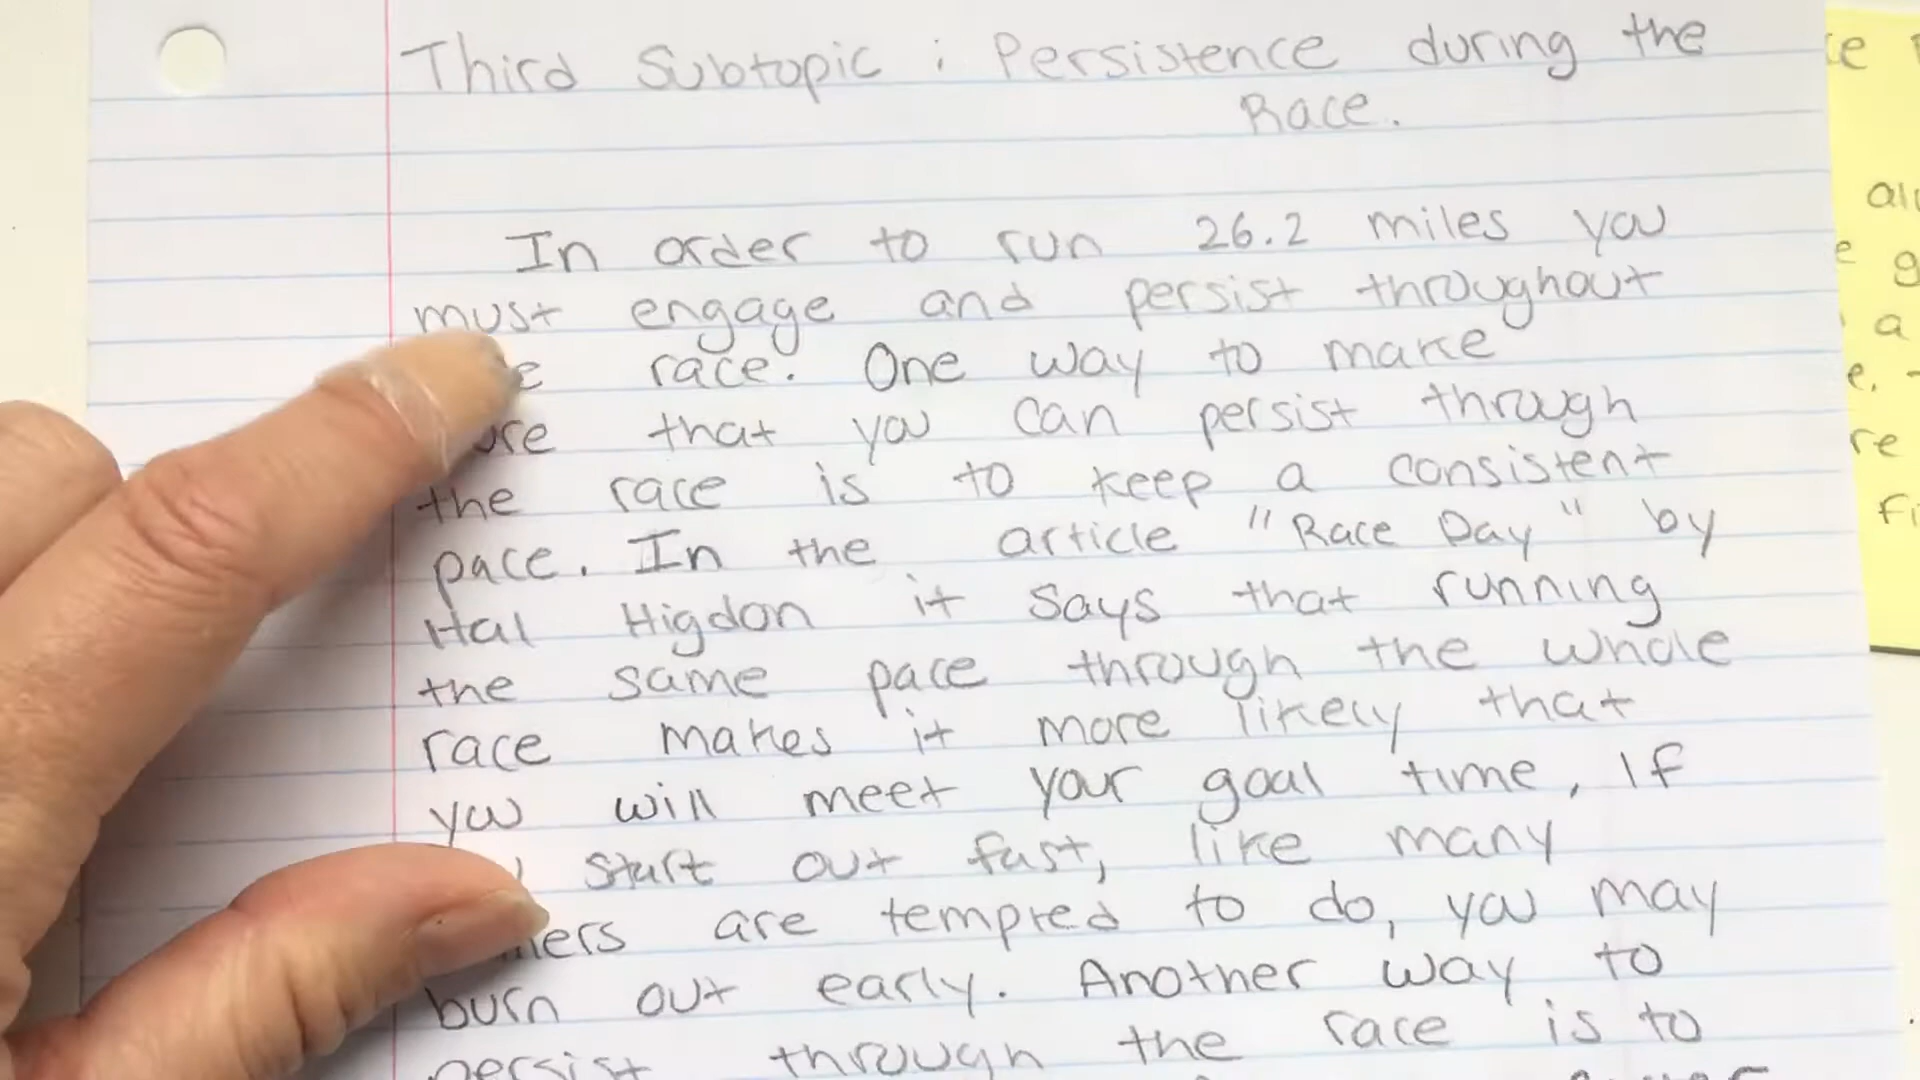 Third Subtopic : Persistence during the
Race.
In order to run 26.2 miles you
must engage and persist throughout
race. One way to make
that you can persist through
the race is to keep a consistent
pace. In the article "Race Day" by
Hal Higdon it says that running
the same pace through the whole
race makes it more likely that
you will meet your goal time. If
start out fast, like many
are tempted to do, you may
burn out early. Another way to
persist through the race is to
a
re